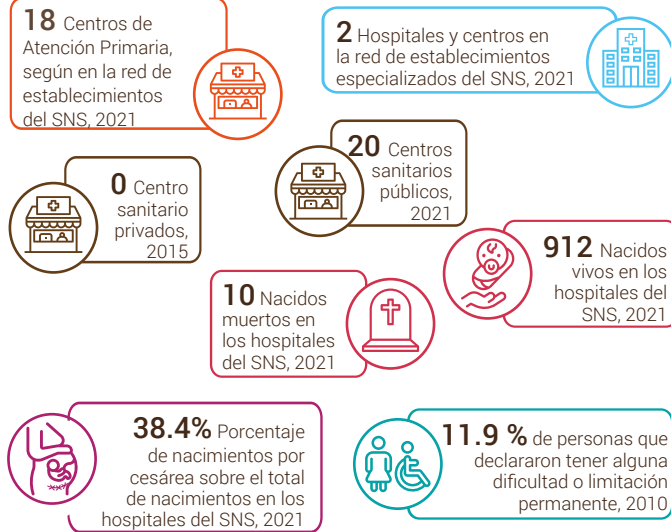 18 Centros de
Atención Primaria,
según en la red de
establecimientos
del SNS, 2021
2 Hospitales y centros en
la red de establecimientos
especializados del SNS, 2021
0 Centro
sanitario
privados,
2015
20 Centros
sanitarios
públicos,
2021
912 Nacidos
vivos en los
hospitales del
SNS, 2021
10 Nacidos
muertos en
los hospitales
del SNS, 2021
38.4% Porcentaje
de nacimientos por
cesárea sobre el total
de nacimientos en los
hospitales del SNS, 2021
11.9 % de personas que
declararon tener alguna
dificultad o limitación
permanente, 2010